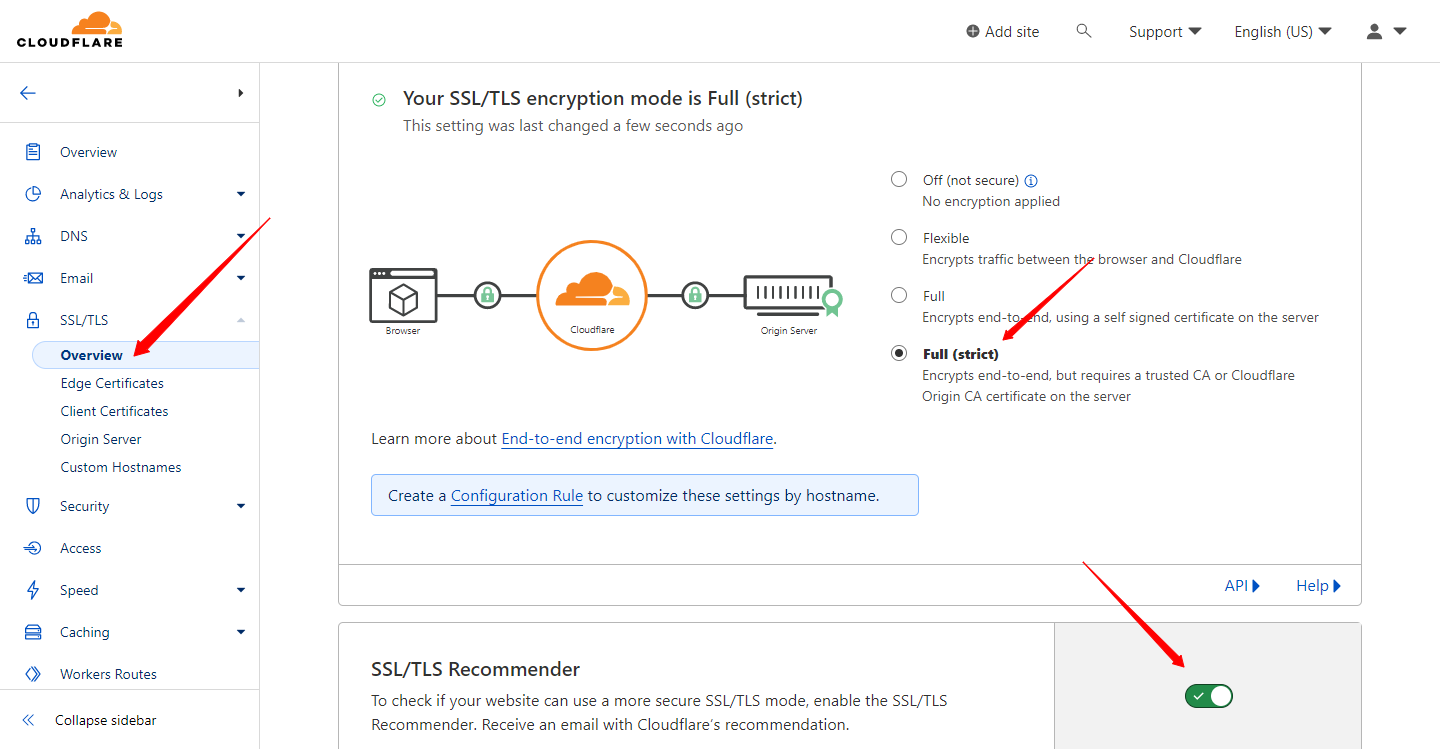 CLOUDFLARE
Add site
Support
English (US)
Overview
Analytics & Logs
DNS
Email
SSL/TLS
Overview
Edge Certificates
Client Certificates
Origin Server
Custom Hostnames
Security
Access
Speed
Caching
Workers Routes
Collapse sidebar
Your SSL/TLS encryption mode is Full (strict)
This setting was last changed a few seconds ago
Browser
Cloudflare
Origin Server
Off (not secure)
No encryption applied
Flexible
Encrypts traffic between the browser and Cloudflare
Full
Encrypts end-to-end, using a self signed certificate on the server
Full (strict)
Encrypts end-to-end, but requires a trusted CA or Cloudflare
Origin CA certificate on the server
Learn more about End-to-end encryption with Cloudflare.
Create a Configuration Rule to customize these settings by hostname.
API
Help
SSL/TLS Recommender
To check if your website can use a more secure SSL/TLS mode, enable the SSL/TLS
Recommender. Receive an email with Cloudflare's recommendation.